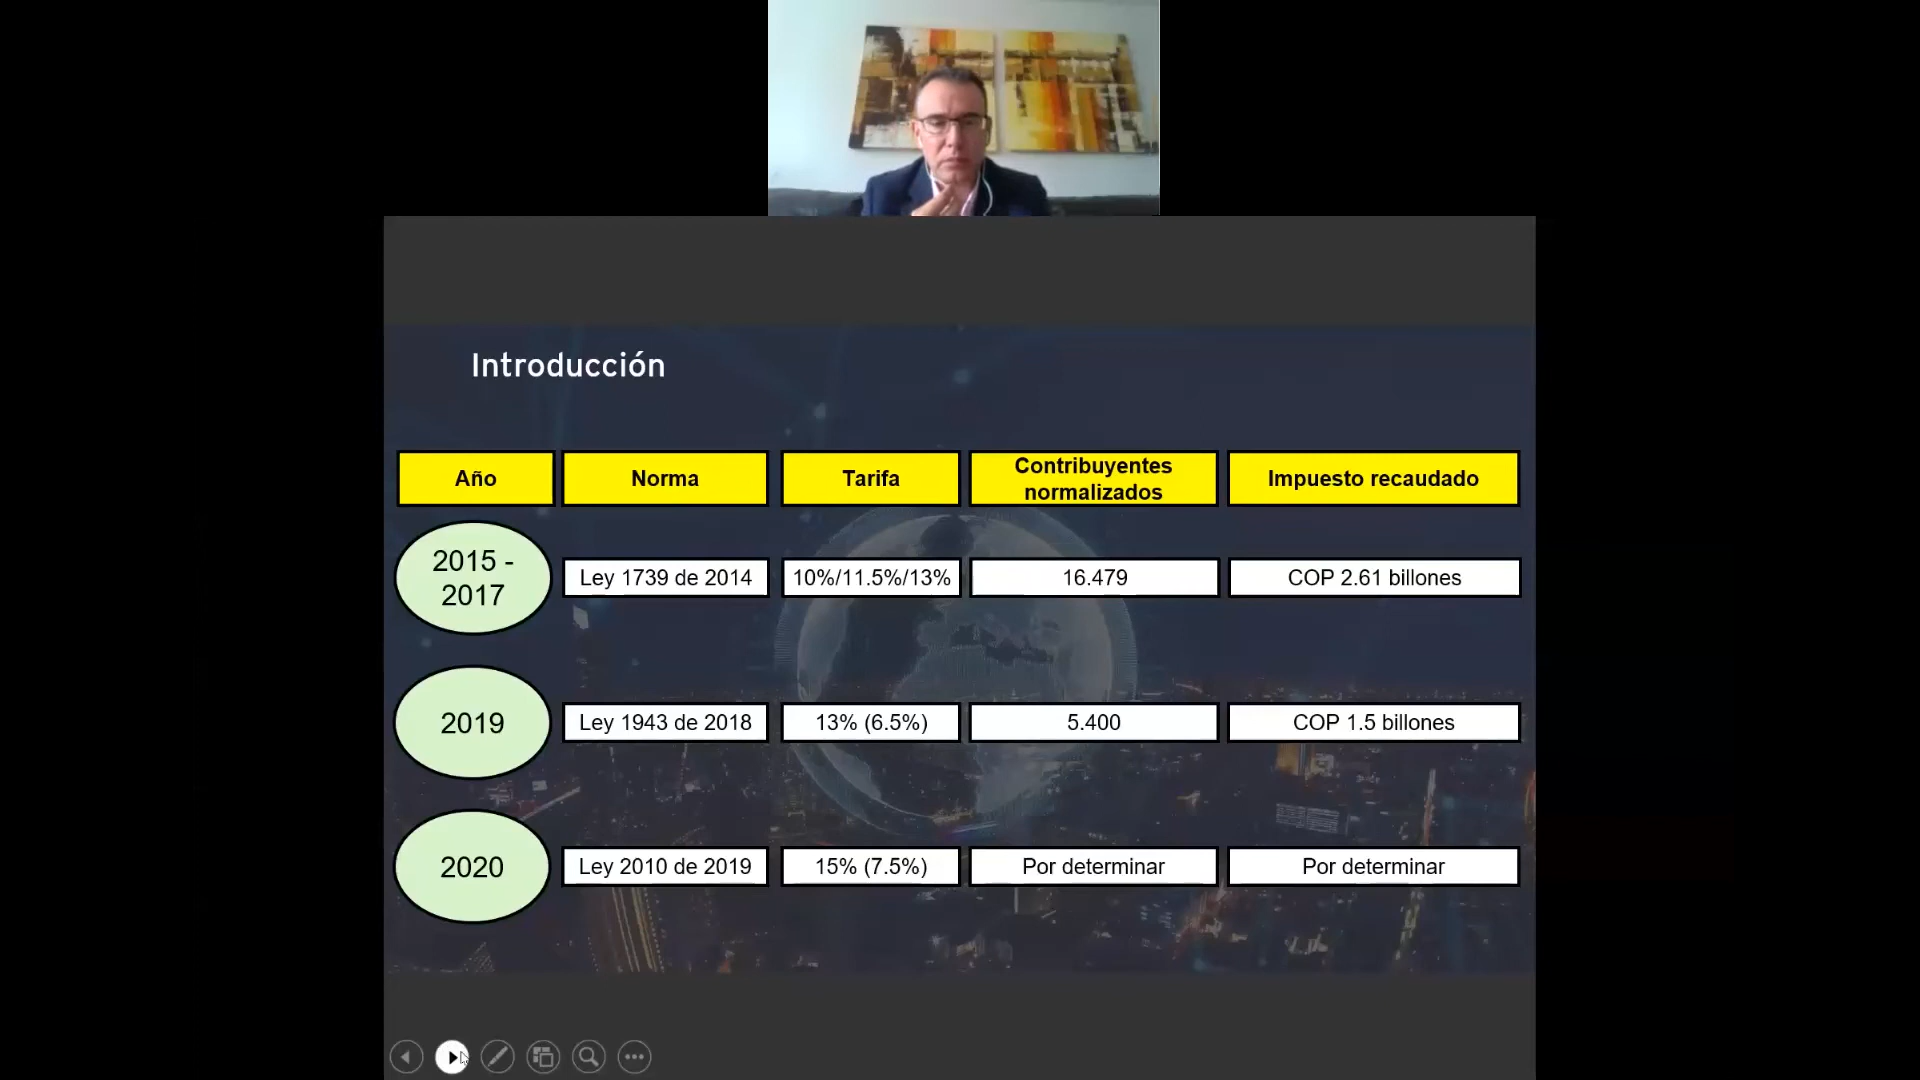 Introducción
Año
Norma
Tarifa
Contribuyentes
normalizados
Impuesto recaudado
2015 -
2017
Ley 1739 de 2014
10%/11.5%/13%
16.479
COP 2.61 billones
2019
Ley 1943 de 2018
13% (6.5%)
5.400
COP 1.5 billones
2020
Ley 2010 de 2019
15% (7.5%)
Por determinar
Por determinar